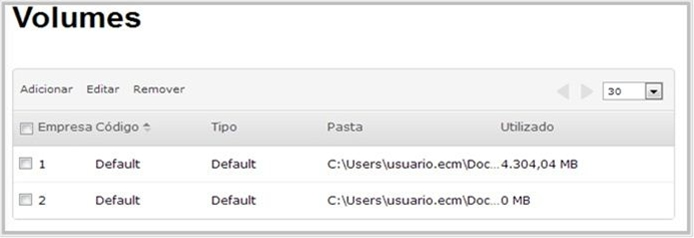 Volumes
Adicionar Editar Remover 30
Empresa Código Tipo Pasta Utilizado
1 Default Default C:\Users\usuario.ecm\Doc... 4.304,04 MB
2 Default Default C:\Users\usuario.ecm\Doc... 0 MB